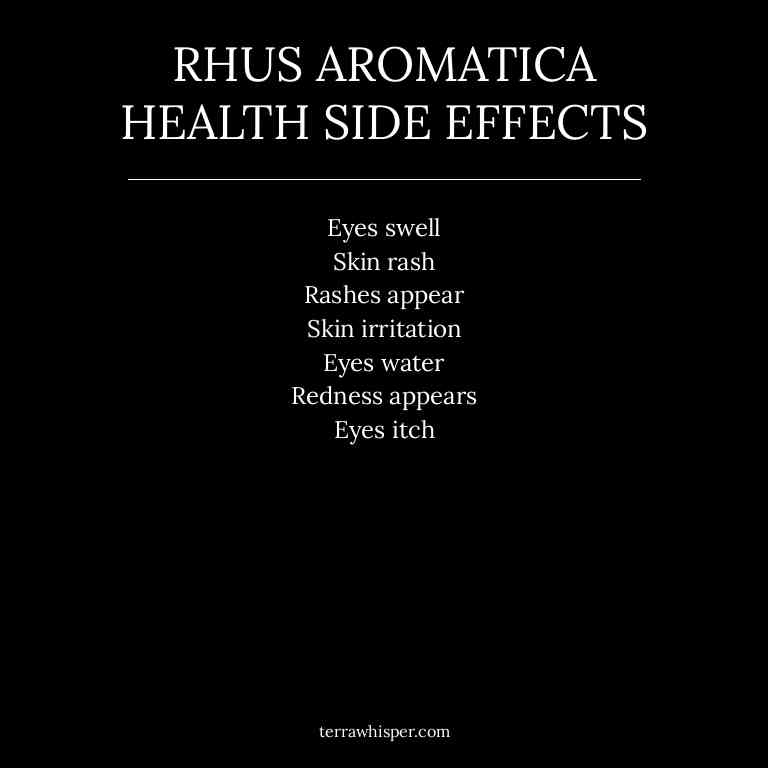 RHUS AROMATICA
HEALTH SIDE EFFECTS
Eyes swell
Skin rash
Rashes appear
Skin irritation
Eyes water
Redness appears
Eyes itch
terrawhisper.com